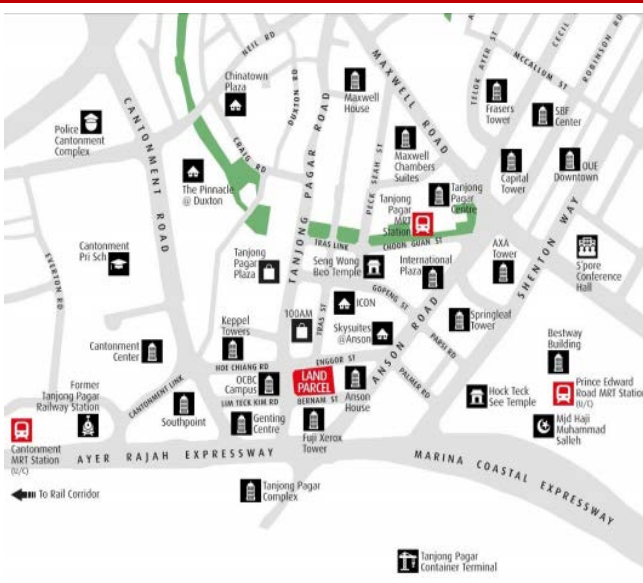 NEIL RD
Chinatown
Plaza
DUXTON RD
MAXWELL ROAD
TELOK AYER ST
CECIL
MCCALLUM ST
ROBINSON RD
CANTONMENT ROAD
Police
Cantonment
Complex
CRAIG RD
TANJONG PAGAR ROAD
Maxwell
House
Frasers
Tower
SBF
Center
PECK SEAH ST
Maxwell
Chambers
Suites
Capital
Tower
OUE
Downtown
The Pinnacle
@ Duxton
Tanjong
Pagar
MRT
Station
Tanjong
Pagar
Centre
TRAS LINK
CHOON GUAN ST
SHENTON WAY
EVERTON RD
Cantonment
Pri Sch
Tanjong
Pagar
Plaza
Seng Wong
Beo Temple
International
Plaza
AXA
Tower
S'pore
Conference
Hall
GOPENG ST
ANSON ROAD
100AM
TRAS ST
ICON
Skysuites
@Anson
Springleaf
Tower
PARSI RD
Keppel
Towers
Cantonment
Center
HOE CHIANG RD
ENGGOR ST
PALMER RD
Bestway
Building
CANTONMENT LINK
OCBC
Campus
LAND
PARCEL
Anson
House
Former
Tanjong Pagar
Railway Station
LIM TECK KIM RD
BERNAM ST
Hock Teck
See Temple
Prince Edward
Road MRT Station
(U/C)
Southpoint
Genting
Centre
Fuji Xerox
Tower
Mjd Haji
Muhammad
Salleh
Cantonment
MRT Station
(U/C)
AYER RAJAH EXPRESSWAY
MARINA COASTAL EXPRESSWAY
To Rail Corridor
Tanjong Pagar
Complex
Tanjong Pagar
Container Terminal